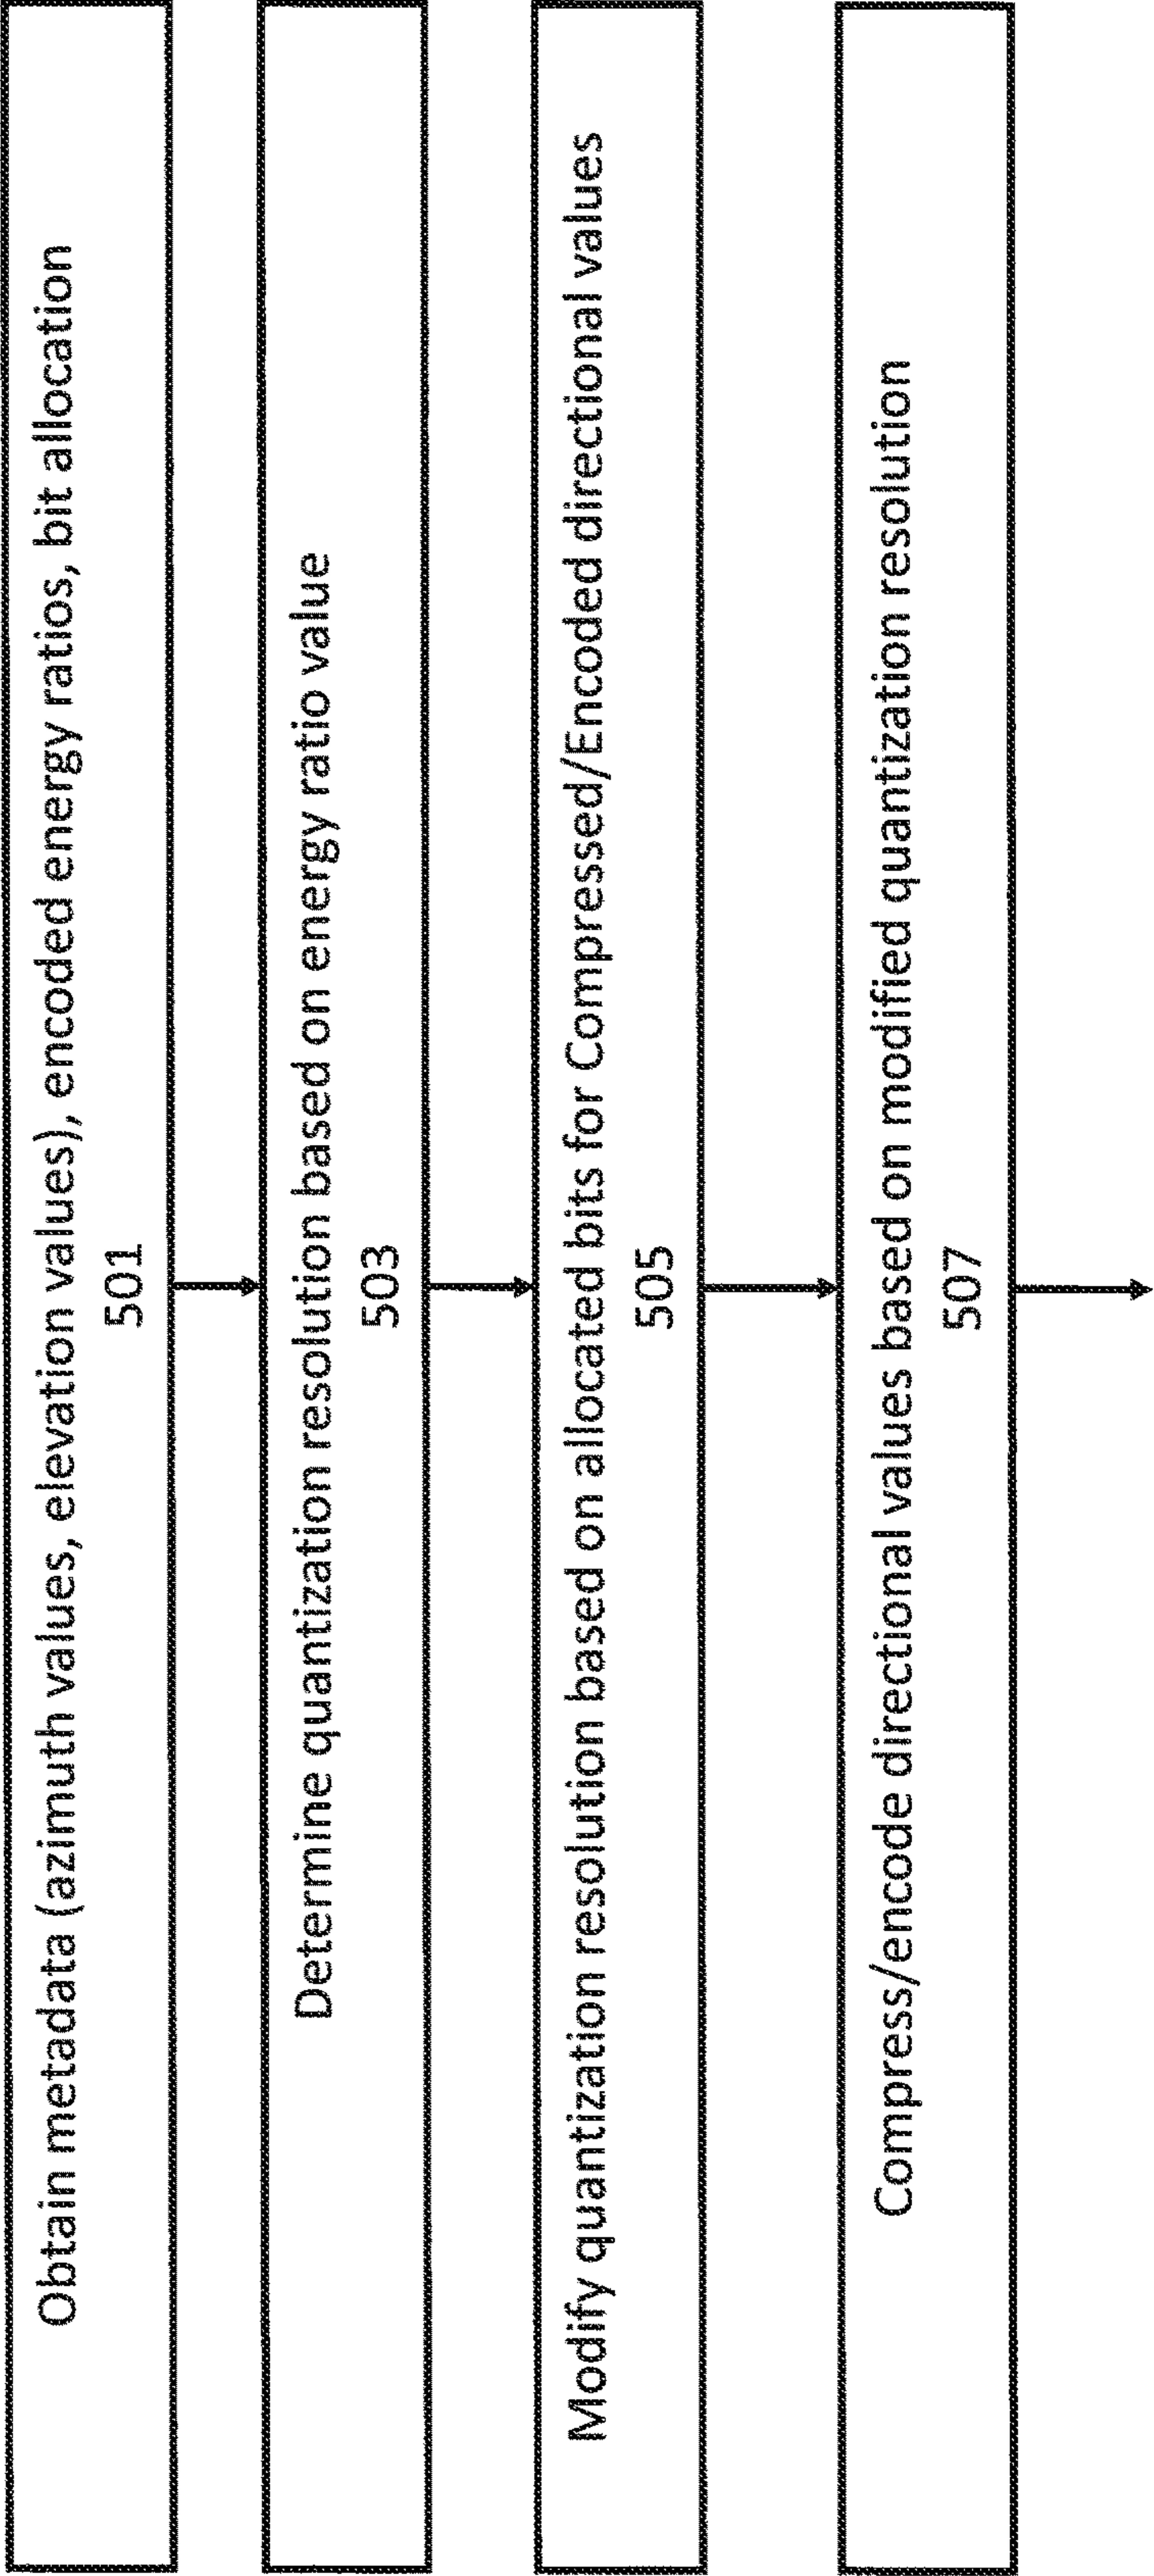 Obtain metadata (azimuth values, elevation values), encoded energy ratios, bit allocation
501
Determine quantization resolution based on energy ratio value
503
Modify quantization resolution based on allocated bits for Compressed/Encoded directional values
505
Compress/encode directional values based on modified quantization resolution
507